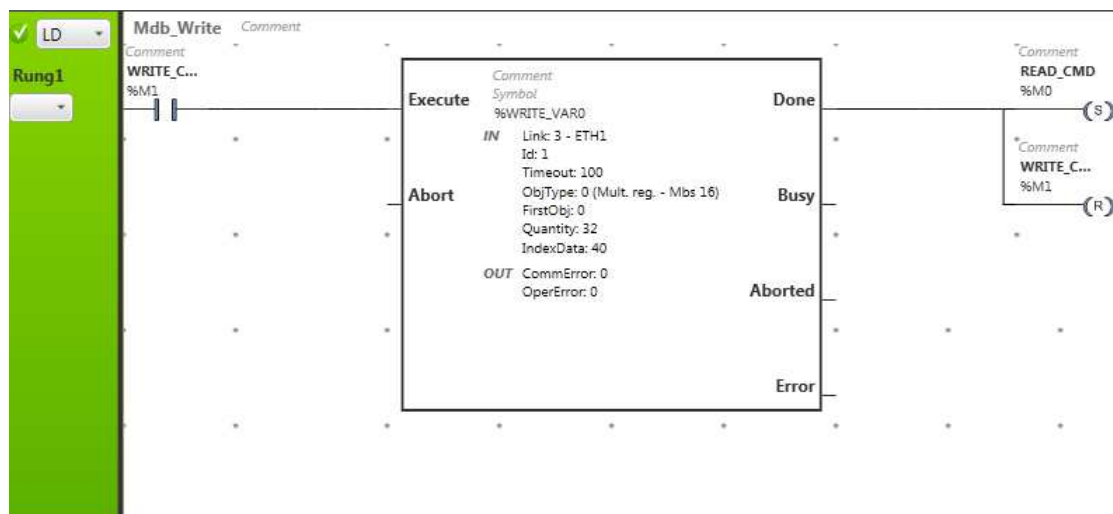 LD
Mdb_Write Comment
Rung1
Comment
WRITE_C...
%M1
Execute
Abort
Comment
Symbol
%WRITE_VAR0
IN Link: 3 - ETH1
Id: 1
Timeout: 100
ObjType: 0 (Mult. reg. - Mbs 16)
FirstObj: 0
Quantity: 32
IndexData: 40
OUT CommError: 0
OperError: 0
Done
Busy
Aborted
Error
Comment
READ_CMD
%M0
S
Comment
WRITE_C...
%M1
R